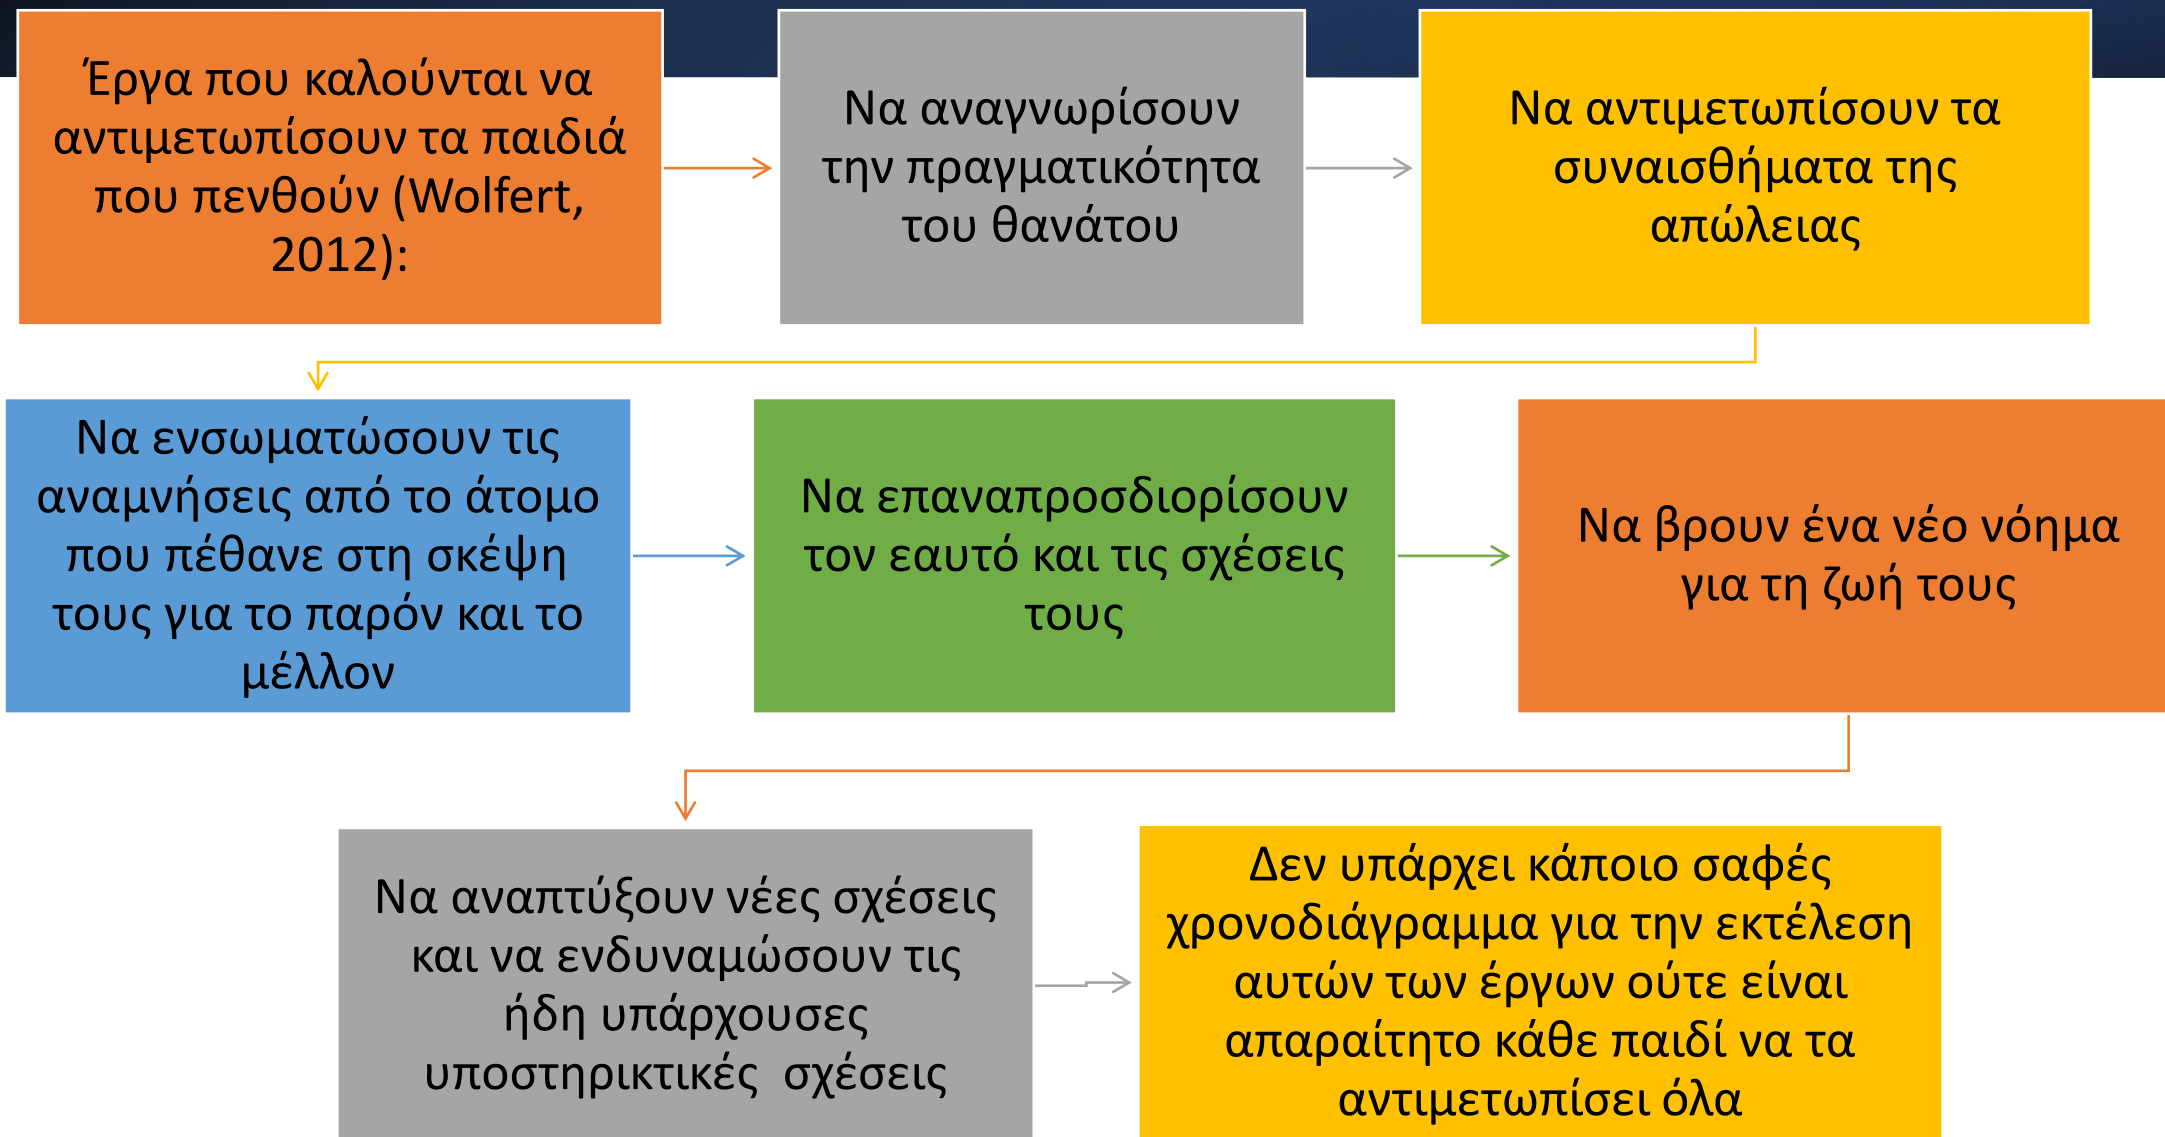 Έργα που καλούνται να
αντιμετωπίσουν τα παιδιά
που πενθούν (Wolfert,
2012):
Να αναγνωρίσουν
την πραγματικότητα
του θανάτου
Να αντιμετωπίσουν τα
συναισθήματα της
απώλειας
Να ενσωματώσουν τις
αναμνήσεις από το άτομο
που πέθανε στη σκέψη
τους για το παρόν και το
μέλλον
Να επαναπροσδιορίσουν
τον εαυτό και τις σχέσεις
τους
Να βρουν ένα νέο νόημα
για τη ζωή τους
Να αναπτύξουν νέες σχέσεις
και να ενδυναμώσουν τις
ήδη υπάρχουσες
υποστηρικτικές  σχέσεις
Δεν υπάρχει κάποιο σαφές
χρονοδιάγραμμα για την εκτέλεση
αυτών των έργων ούτε είναι
απαραίτητο κάθε παιδί να τα
αντιμετωπίσει όλα